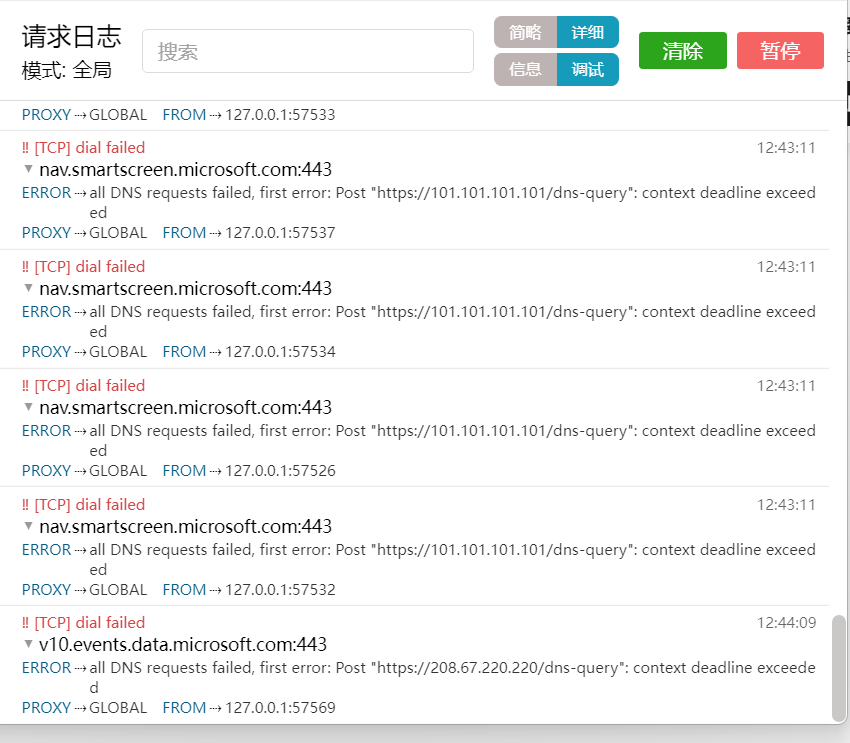 请求日志
模式: 全局
搜索
简略 详细
信息 调试
清除 暂停
PROXY⇢GLOBAL FROM⇢127.0.0.1:57533
‼ [TCP] dial failed 12:43:11
▼ nav.smartscreen.microsoft.com:443
ERROR⇢all DNS requests failed, first error: Post "https://101.101.101.101/dns-query": context deadline exceed
ed
PROXY⇢GLOBAL FROM⇢127.0.0.1:57537
‼ [TCP] dial failed 12:43:11
▼ nav.smartscreen.microsoft.com:443
ERROR⇢all DNS requests failed, first error: Post "https://101.101.101.101/dns-query": context deadline exceed
ed
PROXY⇢GLOBAL FROM⇢127.0.0.1:57534
‼ [TCP] dial failed 12:43:11
▼ nav.smartscreen.microsoft.com:443
ERROR⇢all DNS requests failed, first error: Post "https://101.101.101.101/dns-query": context deadline exceed
ed
PROXY⇢GLOBAL FROM⇢127.0.0.1:57526
‼ [TCP] dial failed 12:43:11
▼ nav.smartscreen.microsoft.com:443
ERROR⇢all DNS requests failed, first error: Post "https://101.101.101.101/dns-query": context deadline exceed
ed
PROXY⇢GLOBAL FROM⇢127.0.0.1:57532
‼ [TCP] dial failed 12:44:09
▼ v10.events.data.microsoft.com:443
ERROR⇢all DNS requests failed, first error: Post "https://208.67.220.220/dns-query": context deadline exceede
d
PROXY⇢GLOBAL FROM⇢127.0.0.1:57569